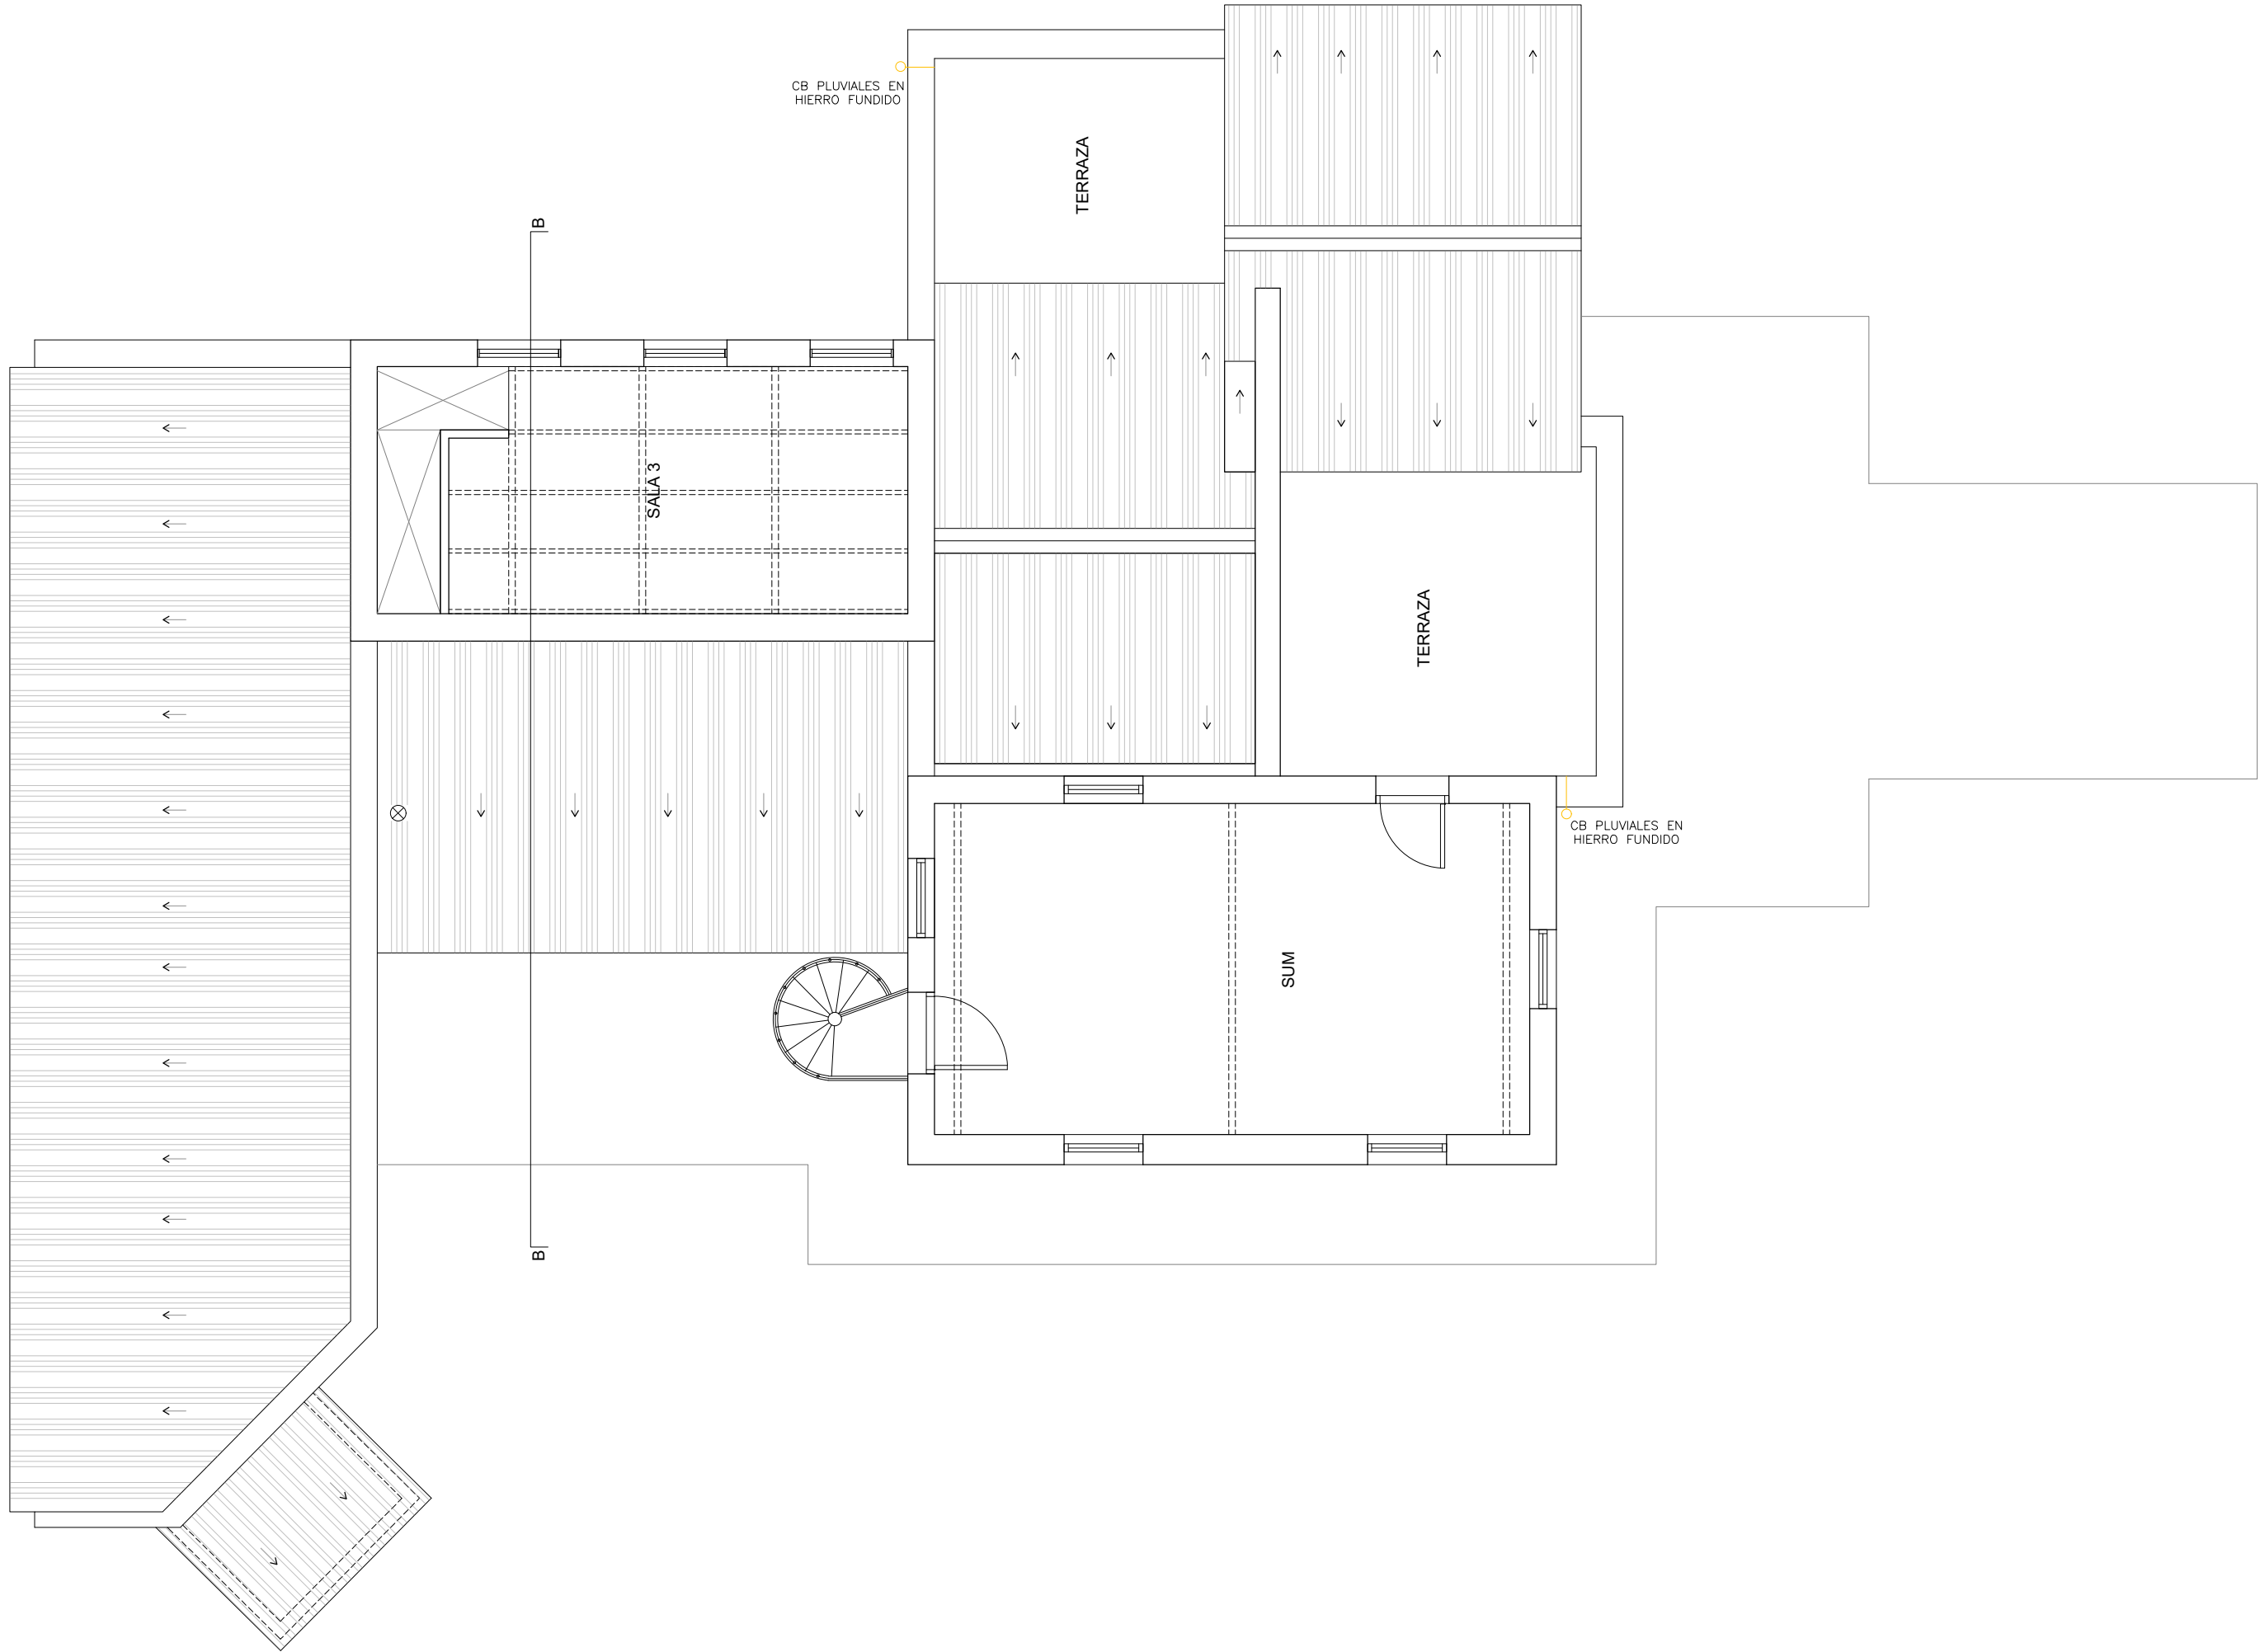 CB PLUVIALES EN
HIERRO FUNDIDO
TERRAZA
B
SALA 3
TERRAZA
CB PLUVIALES EN
HIERRO FUNDIDO
SUM
B